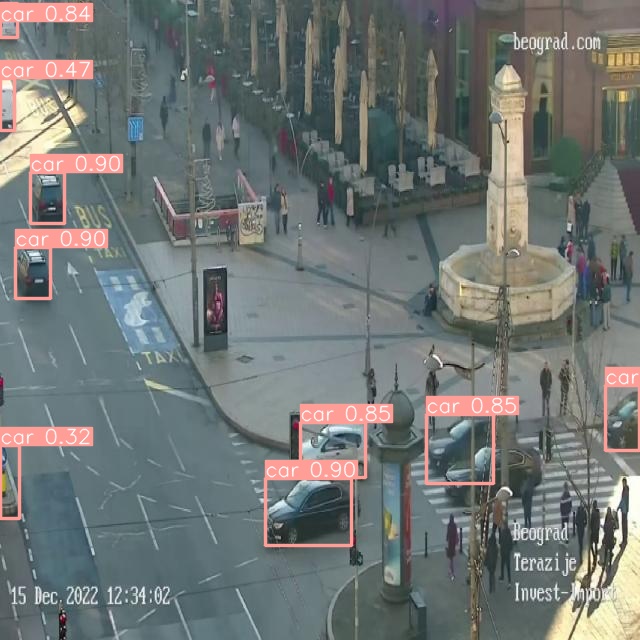 car 0.84
beograd.com
car 0.47
car 0.90
BUS
TAXI
car 0.90
TAXI
car
car 0.85
car 0.85
car 0.32
car 0.90
Beograd
Terazije
Invest-Import
15 Dec,2022 12:34:02